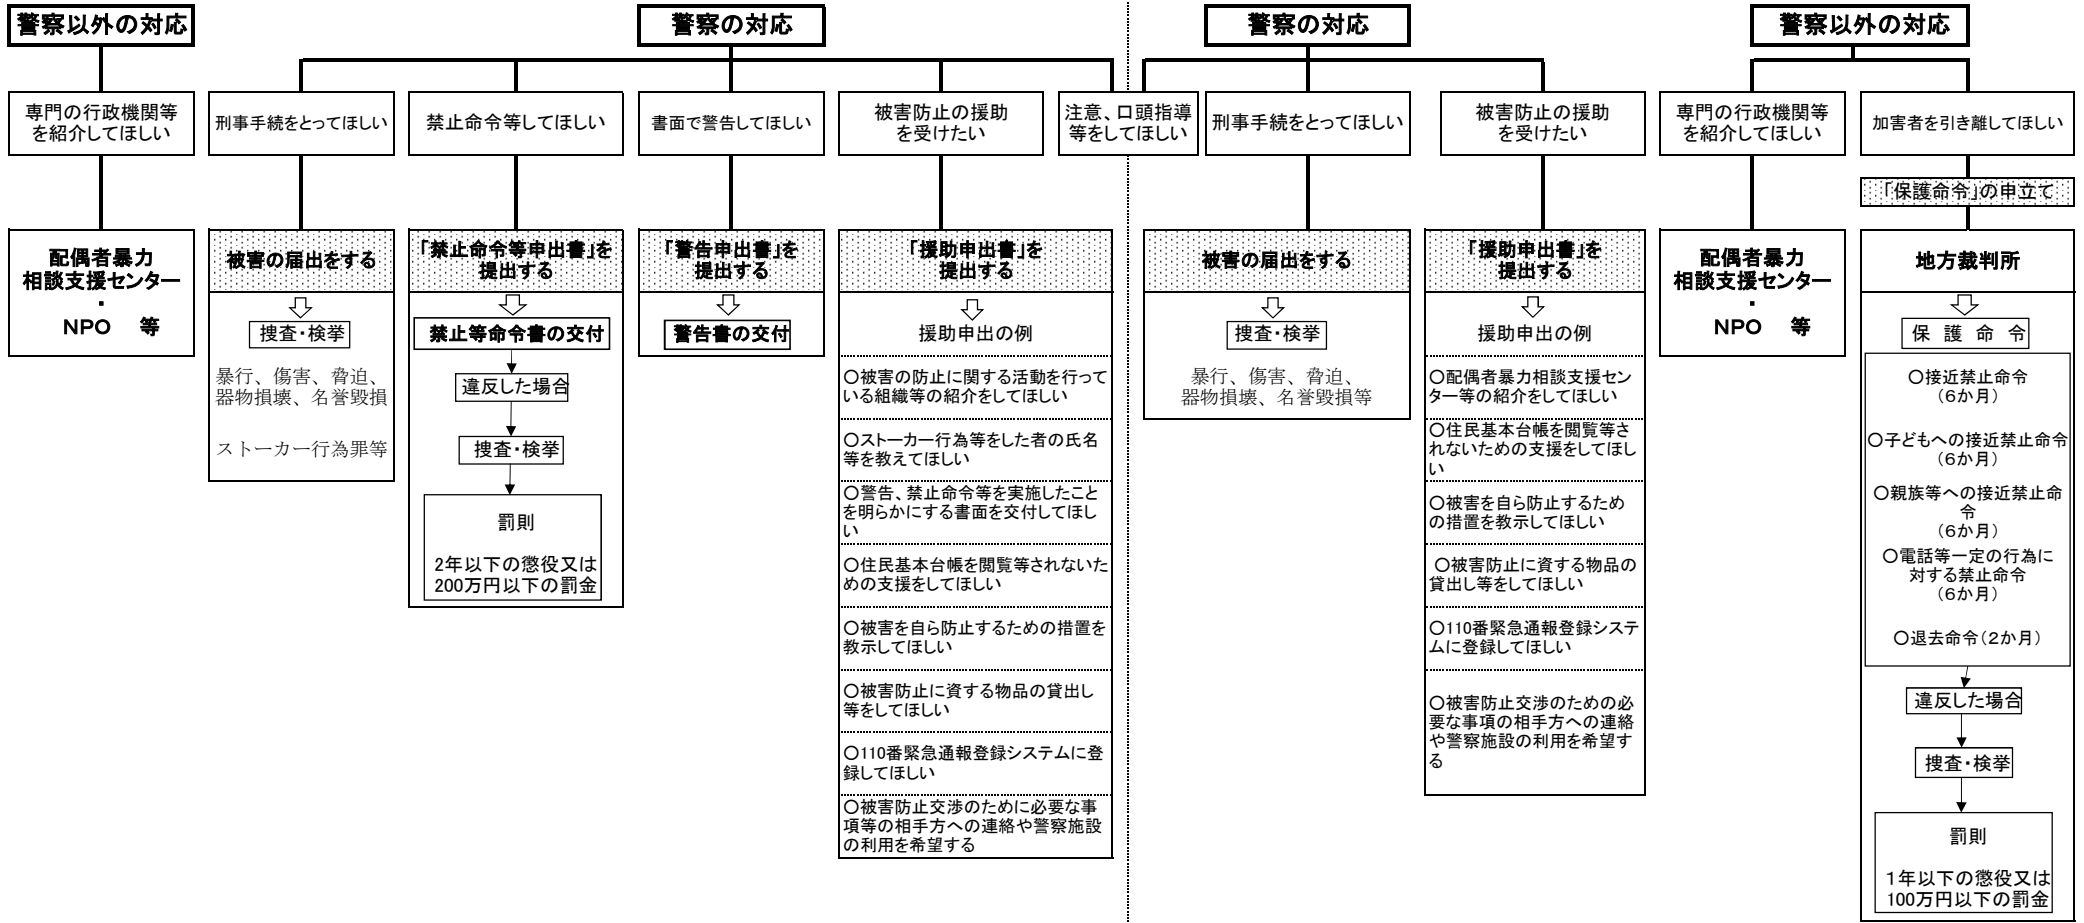 警察以外の対応
専門の行政機関等
を紹介してほしい
配偶者暴力
相談支援センター
・
NPO 等
警察の対応
刑事手続をとってほしい
被害の届出をする
捜査・検挙
暴行、傷害、脅迫、
器物損壊、名誉毀損
ストーカー行為罪等
禁止命令等してほしい
「禁止命令等申出書」を
提出する
禁止等命令書の交付
違反した場合
捜査・検挙
罰則
2年以下の懲役又は
200万円以下の罰金
書面で警告してほしい
「警告申出書」を
提出する
警告書の交付
被害防止の援助
を受けたい
「援助申出書」を
提出する
援助申出の例
○被害の防止に関する活動を行って
いる組織等の紹介をしてほしい
○ストーカー行為等をした者の氏名
等を教えてほしい
○警告、禁止命令等を実施したこと
を明らかにする書面を交付してほし
い
○住民基本台帳を閲覧等されないた
めの支援をしてほしい
○被害を自ら防止するための措置を
教示してほしい
○被害防止に資する物品の貸出し
等をしてほしい
○110番緊急通報登録システムに登
録してほしい
○被害防止交渉のために必要な事
項等の相手方への連絡や警察施設
の利用を希望する
注意、口頭指導
等をしてほしい
警察の対応
刑事手続をとってほしい
被害の届出をする
捜査・検挙
暴行、傷害、脅迫、
器物損壊、名誉毀損等
被害防止の援助
を受けたい
「援助申出書」を
提出する
援助申出の例
○配偶者暴力相談支援セン
ター等の紹介をしてほしい
○住民基本台帳を閲覧等さ
れないための支援をしてほし
い
○被害を自ら防止するため
の措置を教示してほしい
○被害防止に資する物品の
貸出し等をしてほしい
○110番緊急通報登録システ
ムに登録してほしい
○被害防止交渉のための必
要な事項の相手方への連絡
や警察施設の利用を希望す
る
警察以外の対応
専門の行政機関等
を紹介してほしい
配偶者暴力
相談支援センター
・
NPO 等
加害者を引き離してほしい
「保護命令」の申立て
地方裁判所
保 護 命 令
○接近禁止命令
(6か月)
○子どもへの接近禁止命令
(6か月)
○親族等への接近禁止命
令
(6か月)
○電話等一定の行為に
対する禁止命令
(6か月)
○退去命令(2か月)
違反した場合
捜査・検挙
罰則
1年以下の懲役又は
100万円以下の罰金